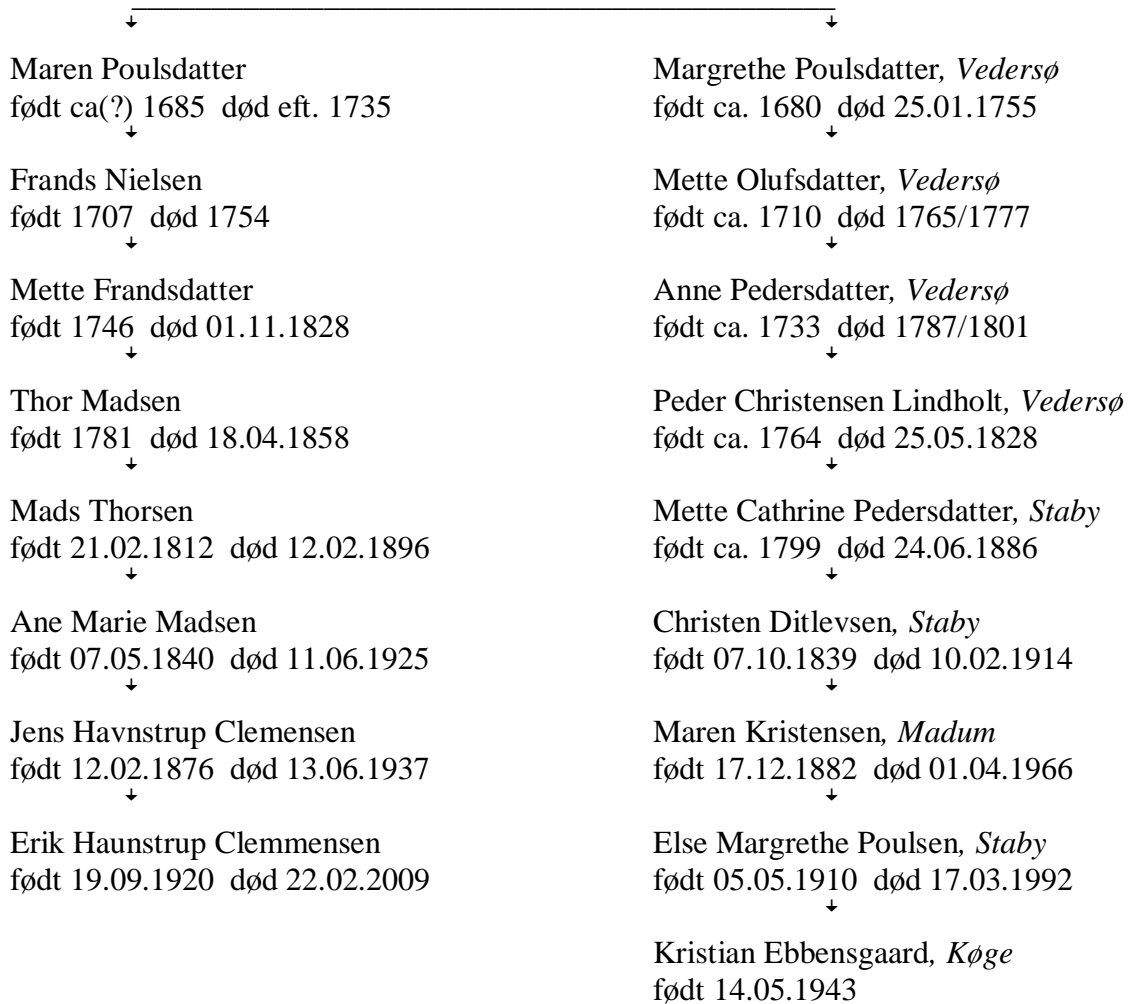 Maren Poulsdatter
født ca(?) 1685 død eft. 1735
Frands Nielsen
født 1707 død 1754
Mette Frandsdatter
født 1746 død 01.11.1828
Thor Madsen
født 1781 død 18.04.1858
Mads Thorsen
født 21.02.1812 død 12.02.1896
Ane Marie Madsen
født 07.05.1840 død 11.06.1925
Jens Havnstrup Clemensen
født 12.02.1876 død 13.06.1937
Erik Haunstrup Clemmensen
født 19.09.1920 død 22.02.2009
Margrethe Poulsdatter, Vedersø
født ca. 1680 død 25.01.1755
Mette Olufsdatter, Vedersø
født ca. 1710 død 1765/1777
Anne Pedersdatter, Vedersø
født ca. 1733 død 1787/1801
Peder Christensen Lindholt, Vedersø
født ca. 1764 død 25.05.1828
Mette Cathrine Pedersdatter, Staby
født ca. 1799 død 24.06.1886
Christen Ditlevsen, Staby
født 07.10.1839 død 10.02.1914
Maren Kristensen, Madum
født 17.12.1882 død 01.04.1966
Else Margrethe Poulsen, Staby
født 05.05.1910 død 17.03.1992
Kristian Ebbensgaard, Køge
født 14.05.1943